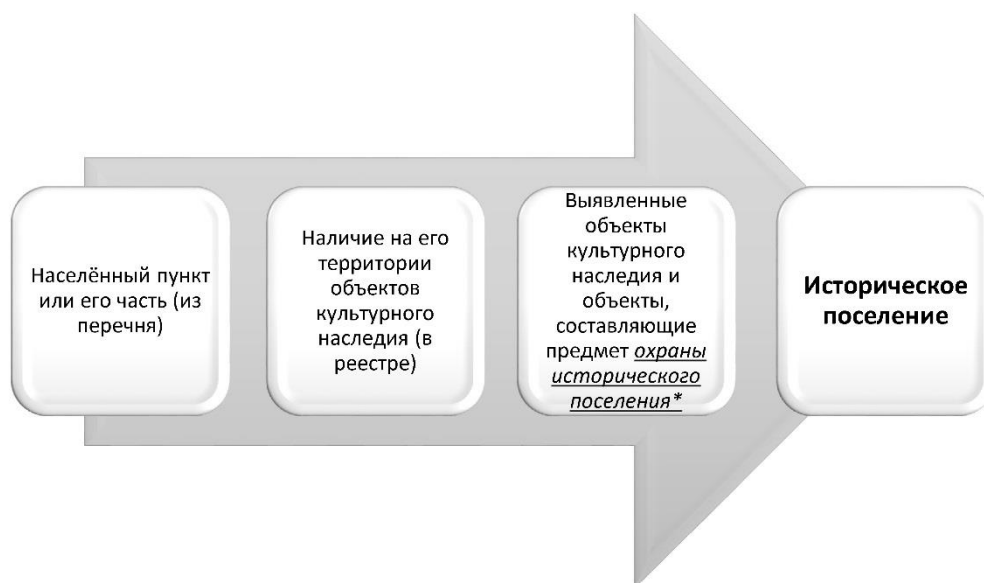 Населённый пункт
или его часть (из
перечня)
Наличие на его
территории
объектов
культурного
наследия (в
реестре)
Выявленные
объекты
культурного
наследия и
объекты,
составляющие
предмет охраны
исторического
поселения*
Историческое
поселение